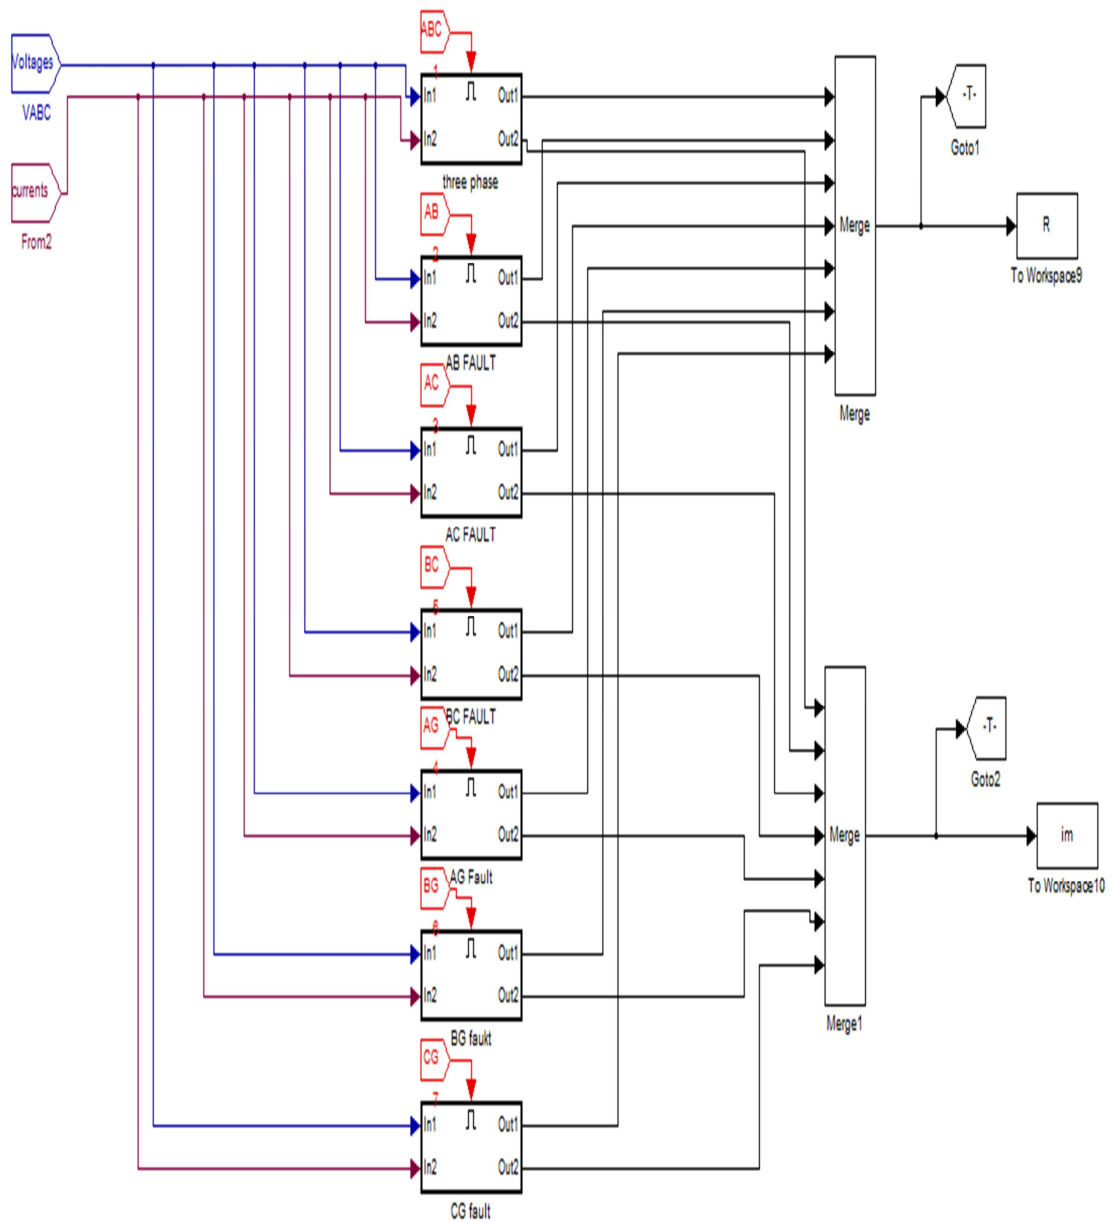 Voltages
VABC
currents
From2
ABC
1
In1
Out1
In2
Out2
three phase
AB
2
In1
Out1
In2
Out2
AB FAULT
AC
3
In1
Out1
In2
Out2
AC FAULT
BC
5
In1
Out1
In2
Out2
BC FAULT
AG
4
In1
Out1
In2
Out2
AG Fault
BG
6
In1
Out1
In2
Out2
BG faukt
CG
7
In1
Out1
In2
Out2
CG fault
Merge
Merge
-T-
Goto1
R
To Workspace9
Merge
Merge1
-T-
Goto2
im
To Workspace10